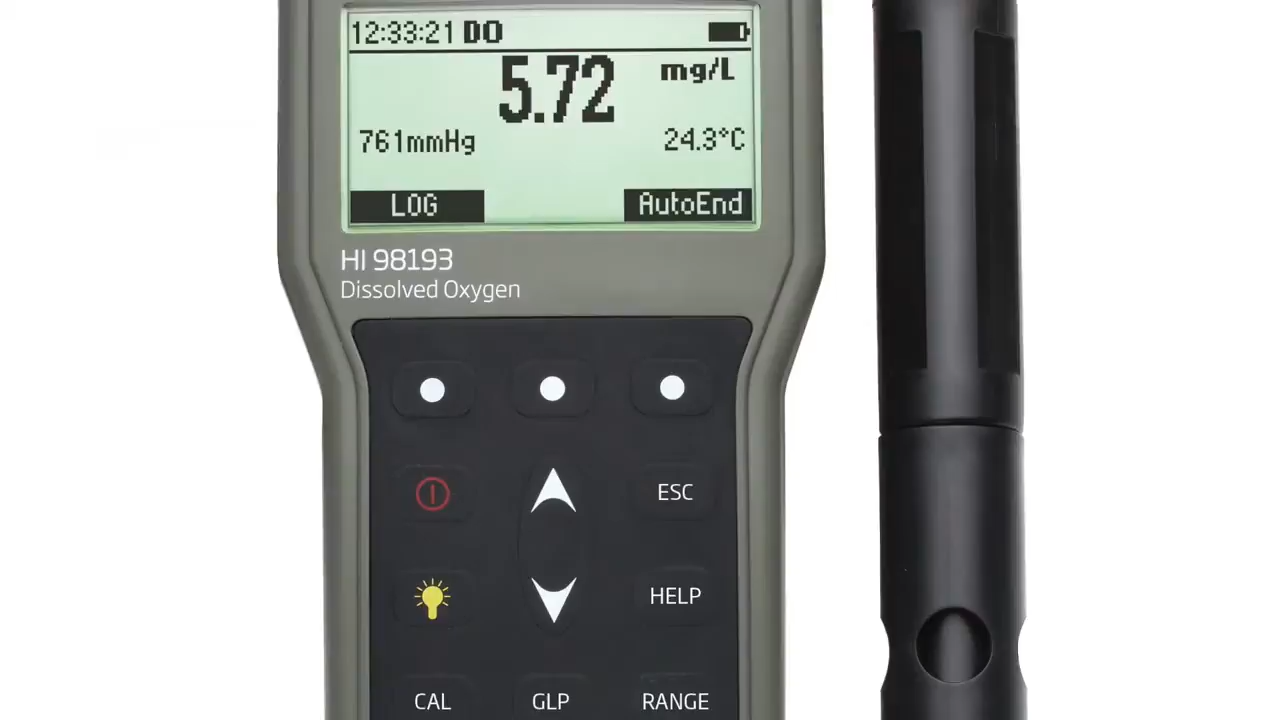 12:33:21 DO
5.72 mg/L
761mmHg 24.3°C
LOG AutoEnd
HI 98193
Dissolved Oxygen
ESC
HELP
CAL GLP RANGE